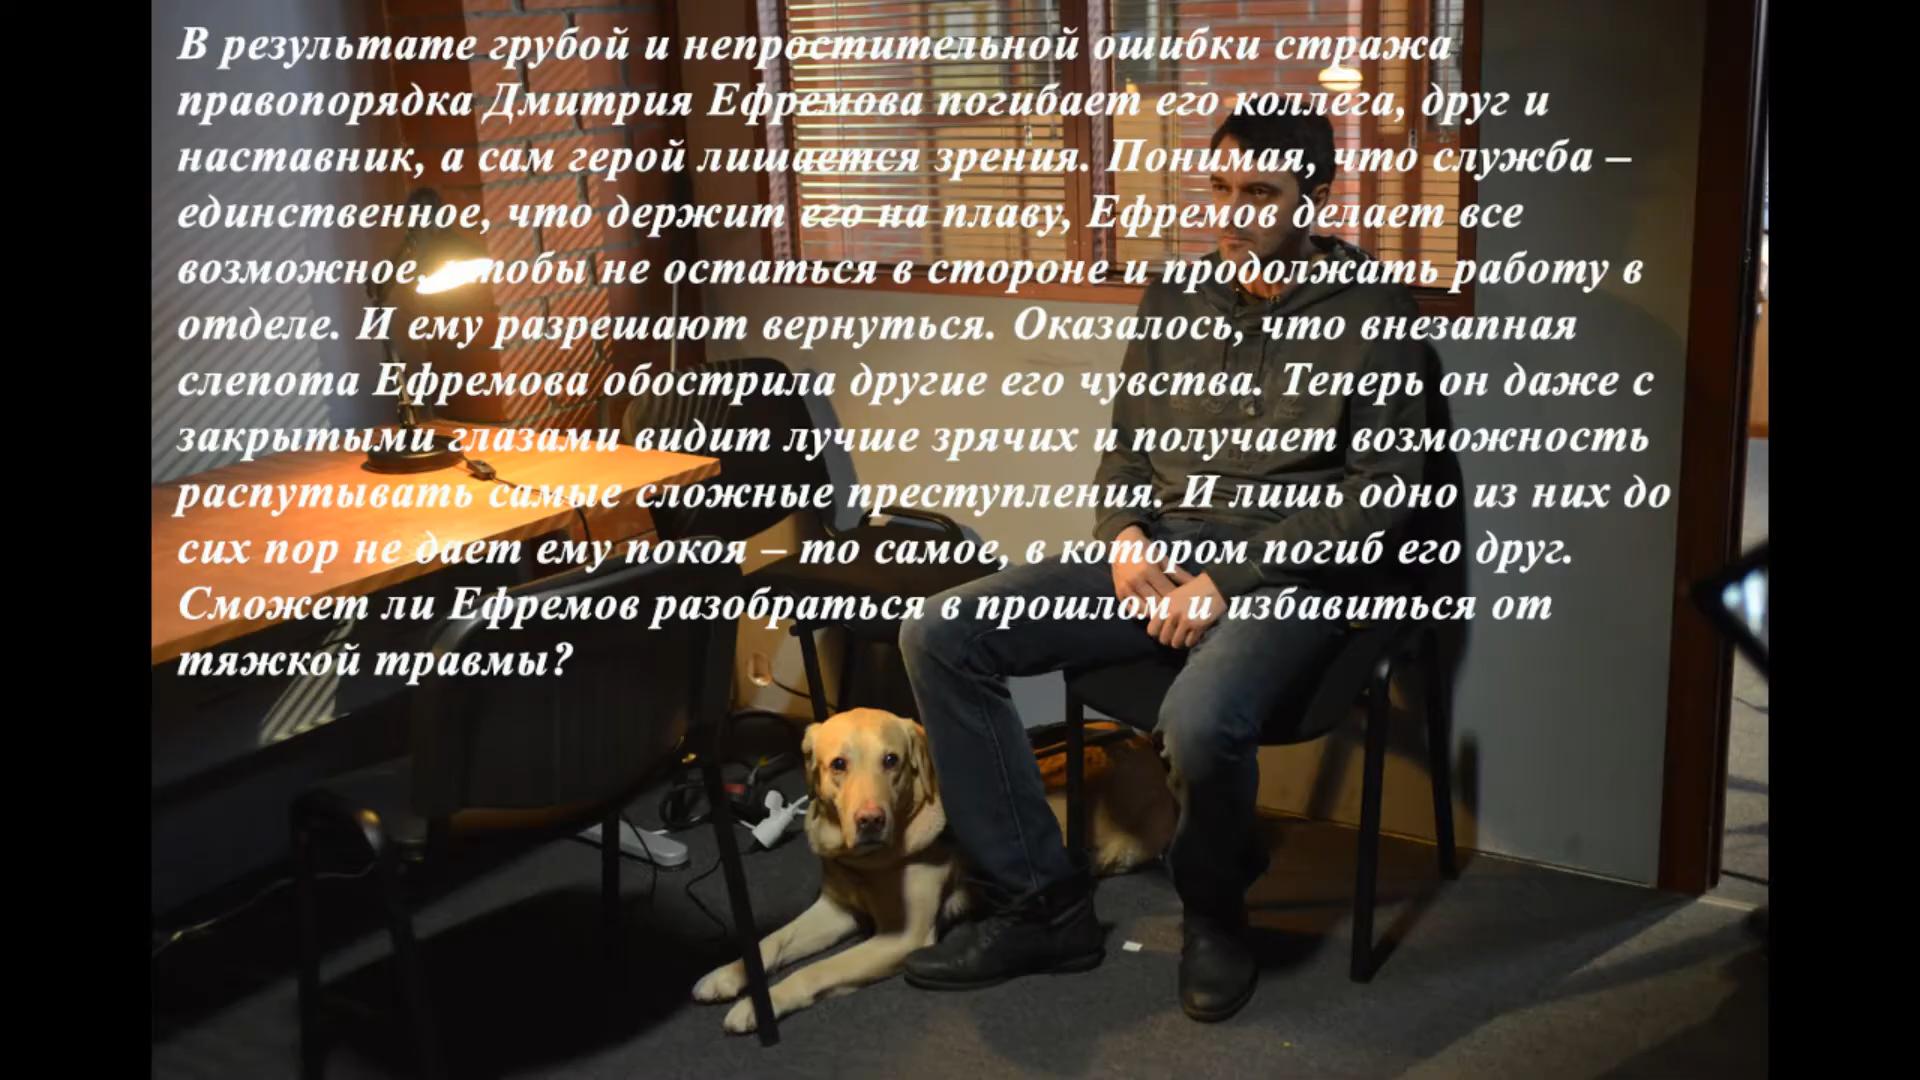 В результате грубой и непростительной ошибки стража
правопорядка Дмитрия Ефремова погибает его коллега, друг и
наставник, а сам герой лишается зрения. Понимая, что служба –
единственное, что держит его на плаву, Ефремов делает все
возможное, чтобы не остаться в стороне и продолжать работу в
отделе. И ему разрешают вернуться. Оказалось, что внезапная
слепота Ефремова обострила другие его чувства. Теперь он даже с
закрытыми глазами видит лучше зрячих и получает возможность
распутывать самые сложные преступления. И лишь одно из них до
сих пор не дает ему покоя – то самое, в котором погиб его друг.
Сможет ли Ефремов разобраться в прошлом и избавиться от
тяжкой травмы?